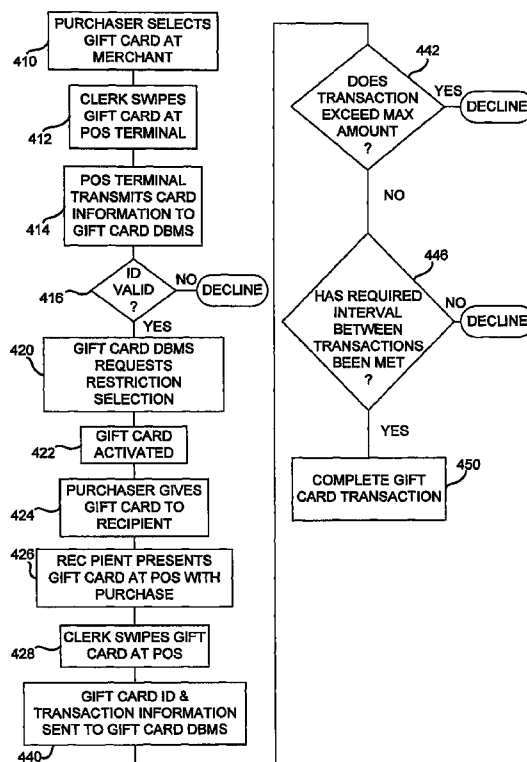 PURCHASER SELECTS
GIFT CARD AT
MERCHANT
410
CLERK SWIPES
GIFT CARD AT
POS TERMINAL
412
POS TERMINAL
TRANSMITS CARD
INFORMATION TO
GIFT CARD DBMS
414
ID
VALID
?
416
NO
DECLINE
YES
GIFT CARD DBMS
REQUESTS
RESTRICTION
SELECTION
420
GIFT CARD
ACTIVATED
422
PURCHASER GIVES
GIFT CARD TO
RECIPIENT
424
REC PIENT PRESENTS
GIFT CARD AT POS WITH
PURCHASE
426
CLERK SWIPES GIFT
CARD AT POS
428
GIFT CARD ID &
TRANSACTION INFORMATION
SENT TO GIFT CARD DBMS
440
442
DOES
TRANSACTION
EXCEED MAX
AMOUNT
?
YES
DECLINE
NO
446
HAS REQUIRED
INTERVAL
BETWEEN
TRANSACTIONS
BEEN MET
?
NO
DECLINE
YES
COMPLETE GIFT
CARD TRANSACTION
450